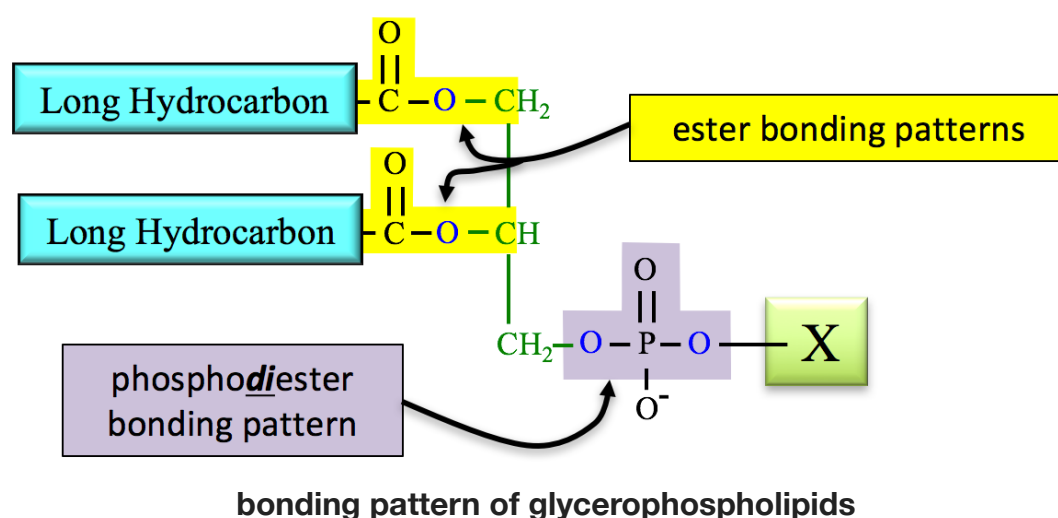 O
Long Hydrocarbon – C – O – CH₂
ester bonding patterns
O
Long Hydrocarbon – C – O – CH
O
CH₂ – O – P – O — X
phosphodiester
bonding pattern
O⁻
bonding pattern of glycerophospholipids